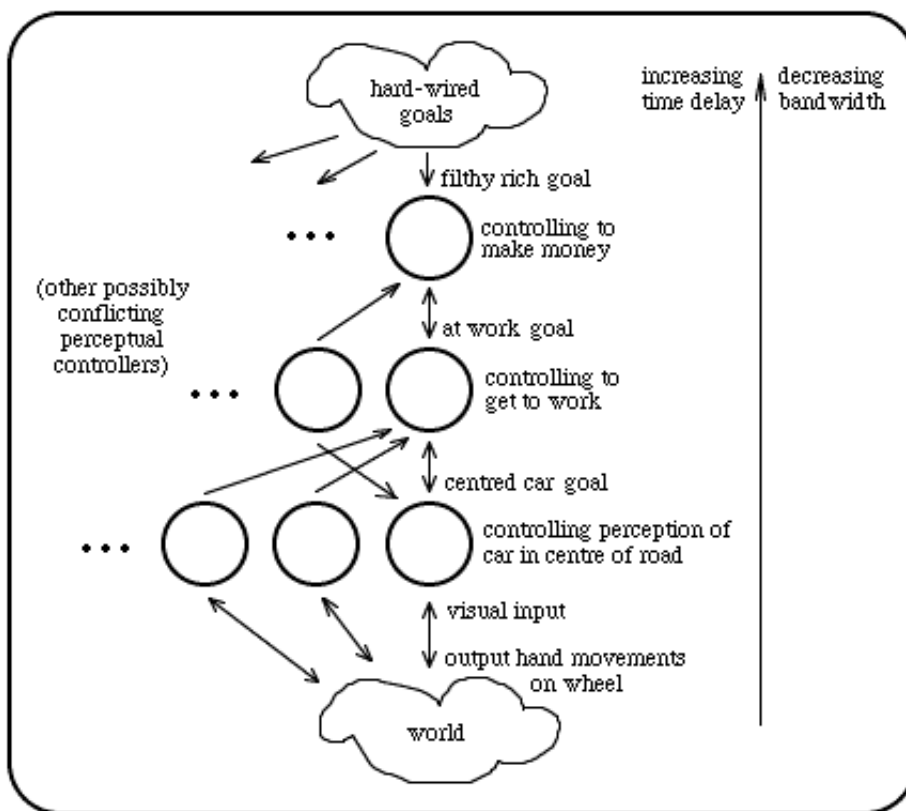 hard-wired
goals
increasing
time delay
decreasing
bandwidth
filthy rich goal
• • •
controlling to
make money
(other possibly
conflicting
perceptual
controllers)
at work goal
• • •
controlling to
get to work
centred car goal
• • •
controlling perception of
car in centre of road
visual input
output hand movements
on wheel
world